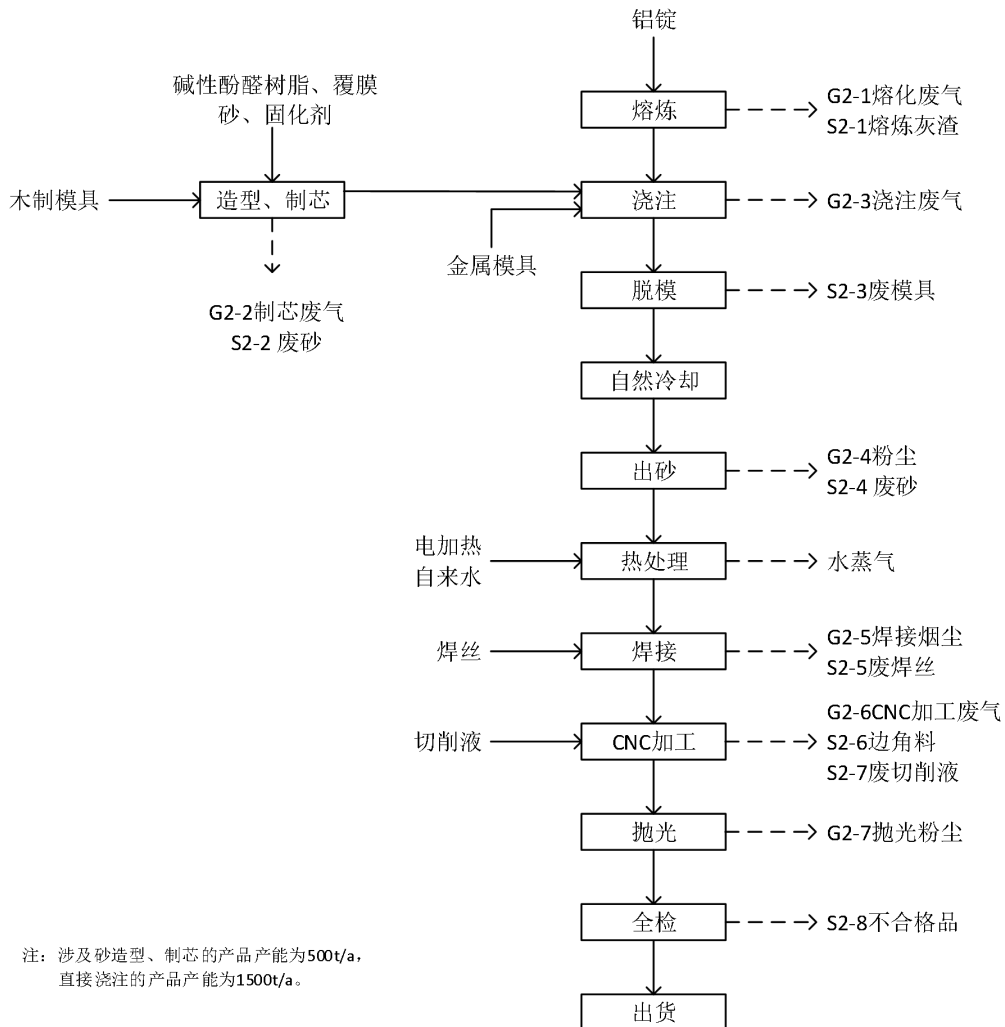 铝锭
碱性酚醛树脂、覆膜
砂、固化剂
熔炼
G2-1熔化废气
S2-1熔炼灰渣
木制模具
造型、制芯
浇注
G2-3浇注废气
金属模具
脱模
S2-3废模具
G2-2制芯废气
S2-2 废砂
自然冷却
出砂
G2-4粉尘
S2-4 废砂
电加热
自来水
热处理
水蒸气
焊丝
焊接
G2-5焊接烟尘
S2-5废焊丝
切削液
CNC加工
G2-6CNC加工废气
S2-6边角料
S2-7废切削液
抛光
G2-7抛光粉尘
全检
S2-8不合格品
注：涉及砂造型、制芯的产品产能为500t/a，
直接浇注的产品产能为1500t/a。
出货